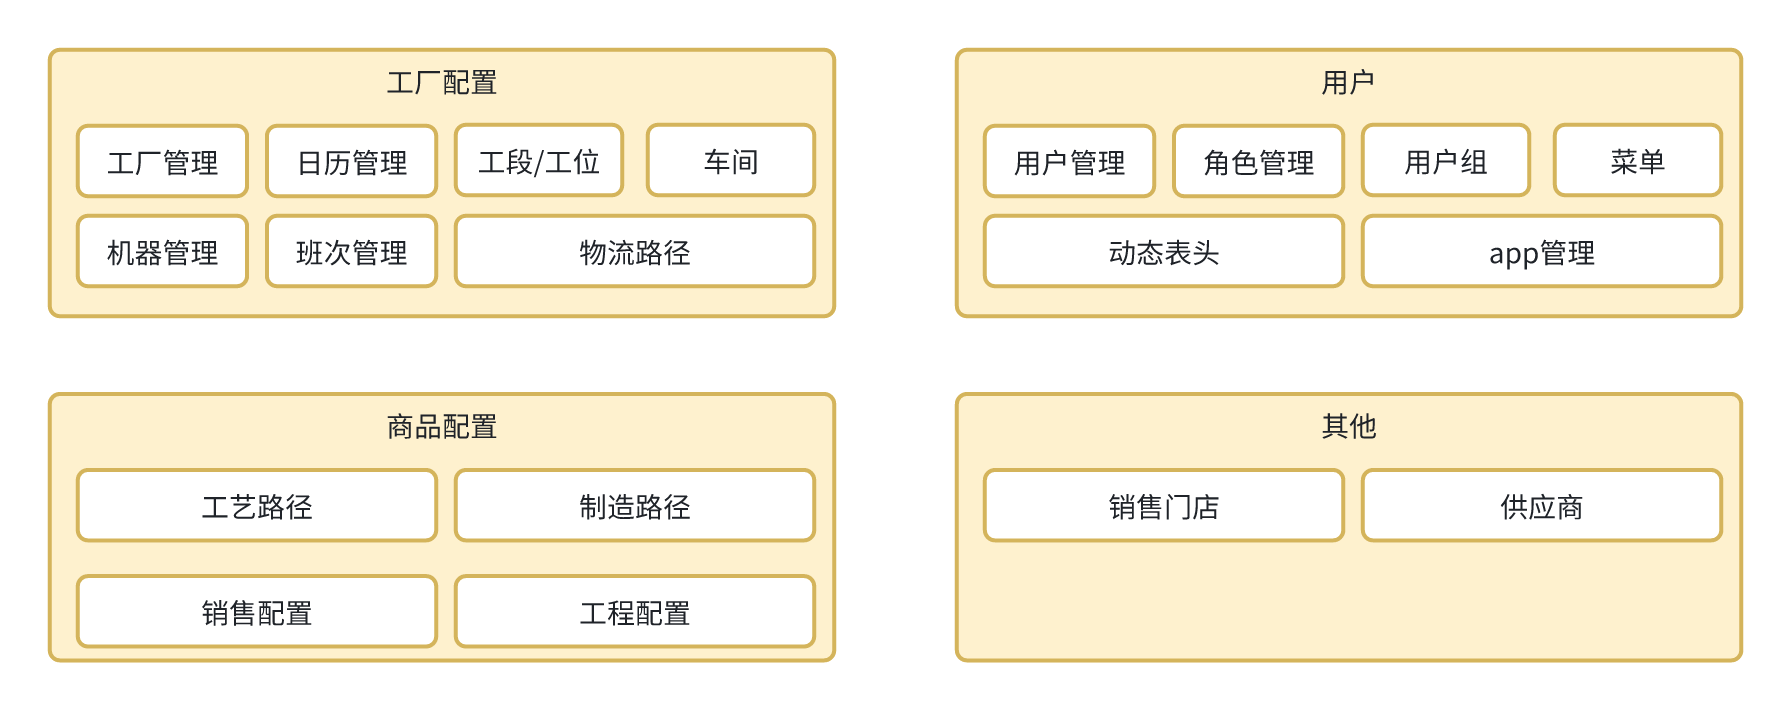 工厂配置
工厂管理
日历管理
工段/工位
车间
机器管理
班次管理
物流路径
用户
用户管理
角色管理
用户组
菜单
动态表头
app管理
商品配置
工艺路径
制造路径
销售配置
工程配置
其他
销售门店
供应商